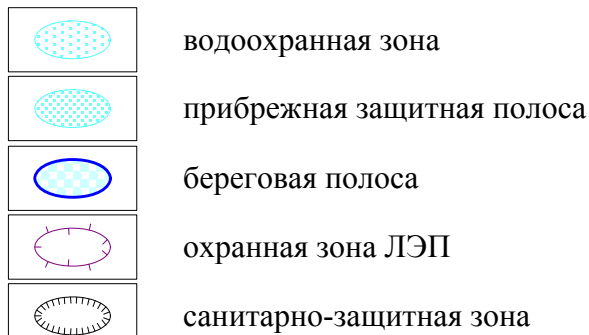 водоохранная зона
прибрежная защитная полоса
береговая полоса
охранная зона ЛЭП
санитарно-защитная зона